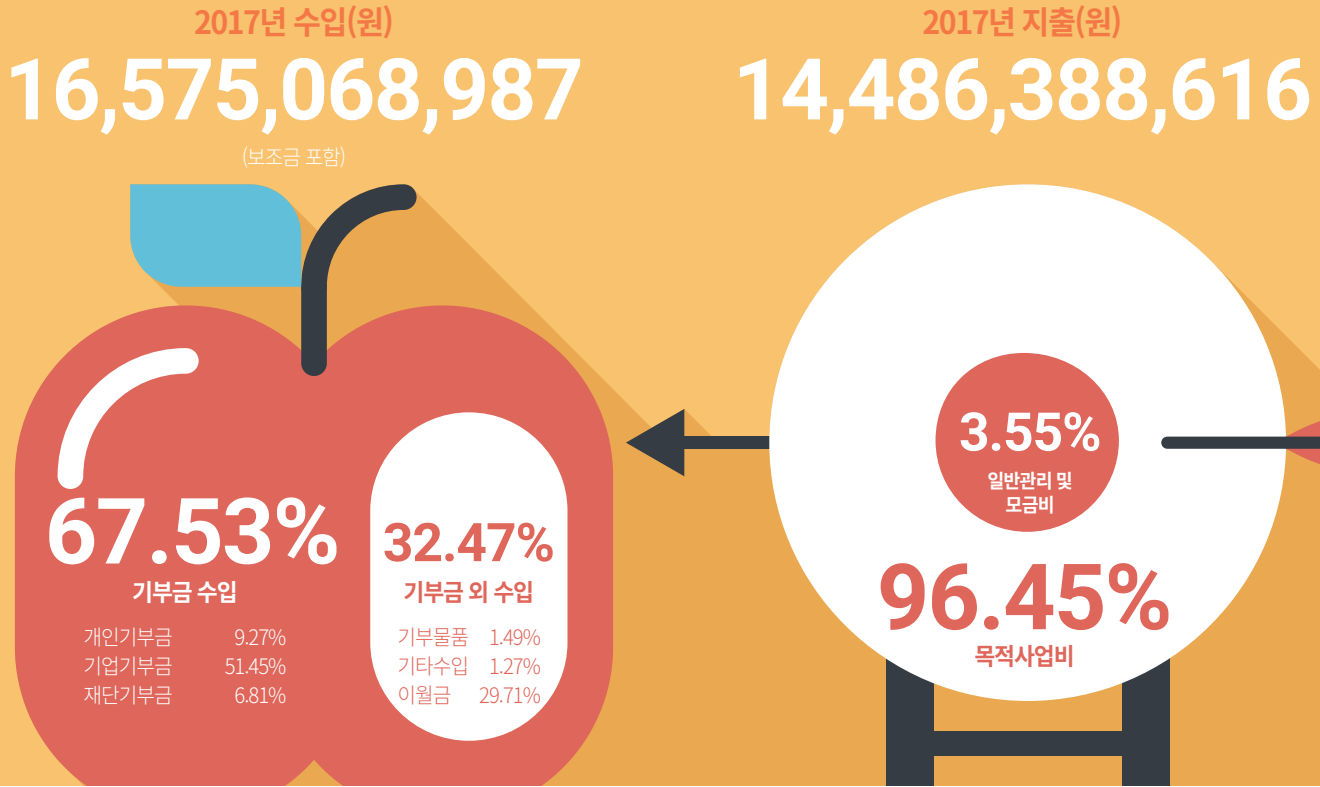 2017년 수입(원)
16,575,068,987
(보조금 포함)
67.53%
기부금 수입
개인기부금 9.27%
기업기부금 51.45%
재단기부금 6.81%
32.47%
기부금 외 수입
기부물품 1.49%
기타수입 1.27%
이월금 29.71%
2017년 지출(원)
14,486,388,616
3.55%
일반관리 및
모금비
96.45%
목적사업비